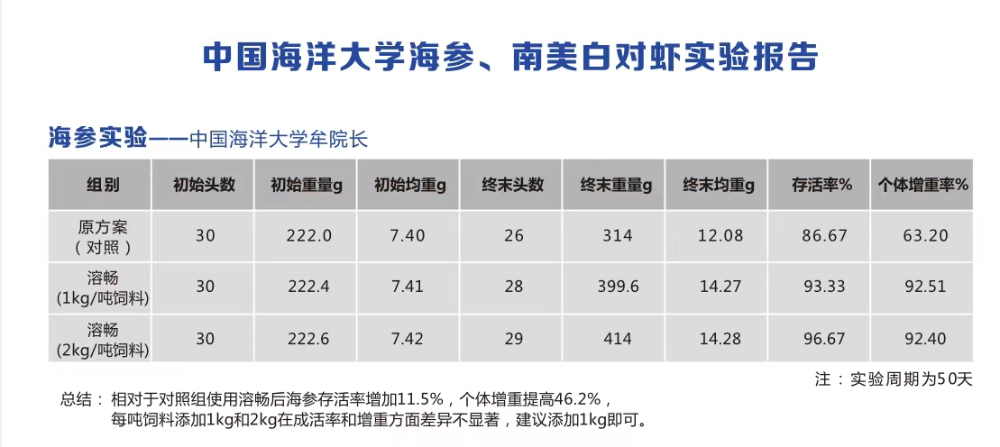 中国海洋大学海参、南美白对虾实验报告
海参实验——中国海洋大学牟院长
组别 初始头数 初始重量g 初始均重g 终末头数 终末重量g 终末均重g 存活率% 个体增重率%
原方案
（对照） 30 222.0 7.40 26 314 12.08 86.67 63.20
溶畅
(1kg/吨饲料) 30 222.4 7.41 28 399.6 14.27 93.33 92.51
溶畅
(2kg/吨饲料) 30 222.6 7.42 29 414 14.28 96.67 92.40
注：实验周期为50天
总结：相对于对照组使用溶畅后海参存活率增加11.5%，个体增重提高46.2%，
每吨饲料添加1kg和2kg在成活率和增重方面差异不显著，建议添加1kg即可。